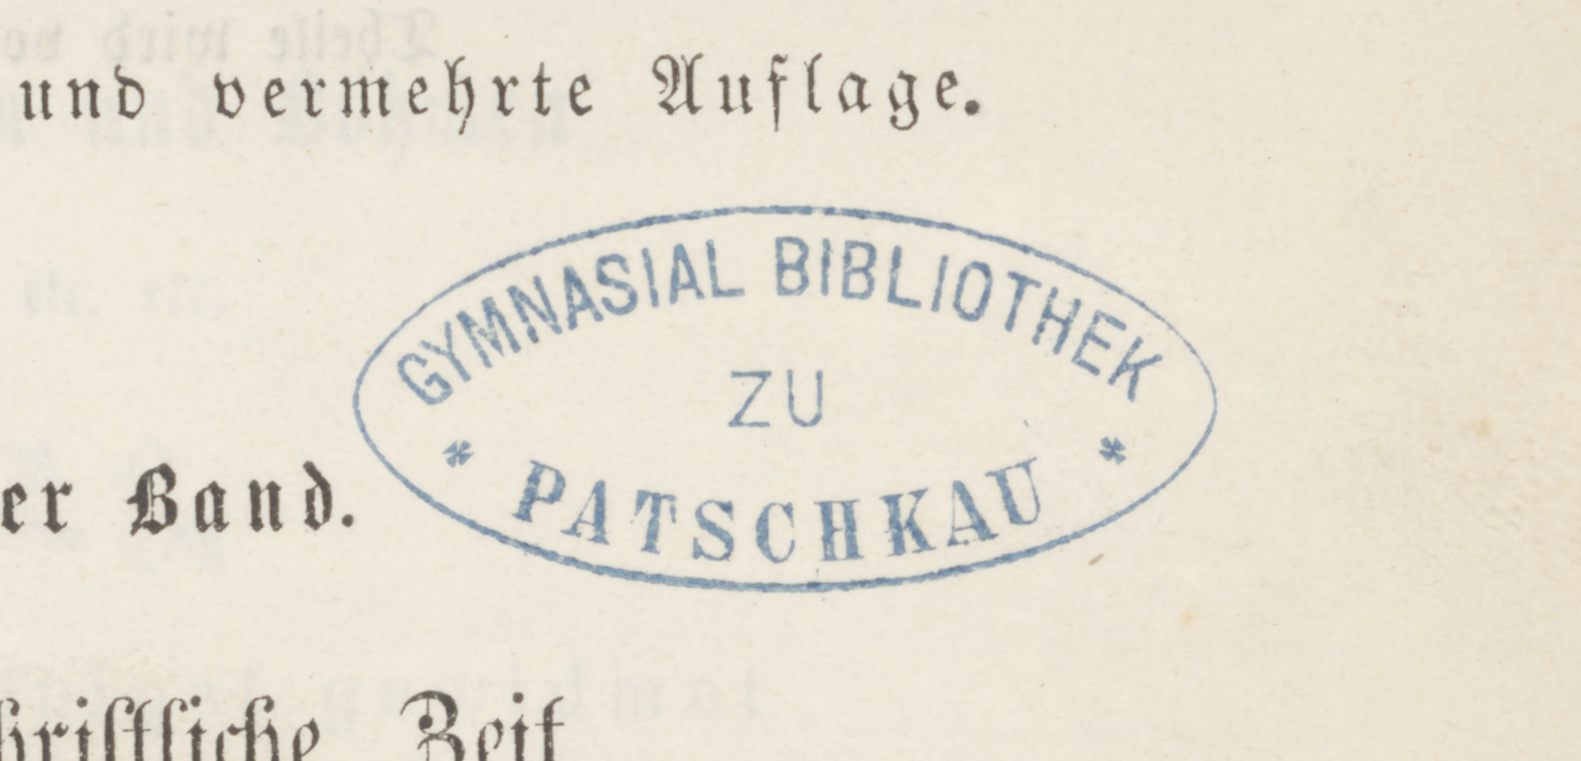 und vermehrte Auflage.
GYMNASIAL BIBLIOTHEK
ZU
* PATSCHKAU *
er Band.
hristliche Zeit